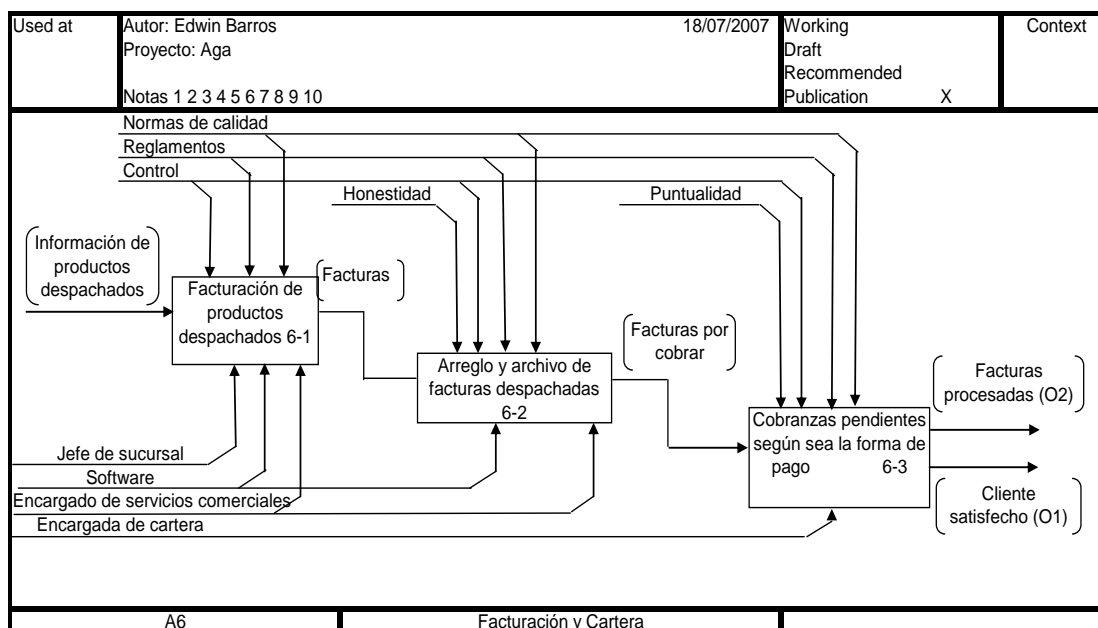 Used at
Autor: Edwin Barros 18/07/2007
Proyecto: Aga
Notas 1 2 3 4 5 6 7 8 9 10
Working
Draft
Recommended
Publication X
Context
Normas de calidad
Reglamentos
Control
Honestidad
Puntualidad
Información de
productos
despachados
Facturación de
productos
despachados 6-1
Facturas
Arreglo y archivo de
facturas despachadas
6-2
Facturas por
cobrar
Cobranzas pendientes
según sea la forma de
pago 6-3
Facturas
procesadas (O2)
Cliente
satisfecho (O1)
Jefe de sucursal
Software
Encargado de servicios comerciales
Encargada de cartera
A6
Facturación y Cartera